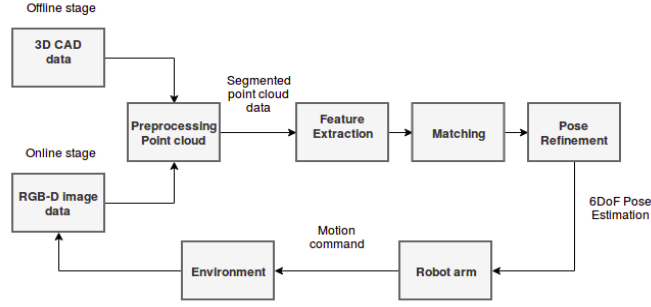 Offline stage
3D CAD
data
Segmented
point cloud
data
Preprocessing
Point cloud
Feature
Extraction
Matching
Pose
Refinement
Online stage
RGB-D image
data
6DoF Pose
Estimation
Motion
command
Environment
Robot arm